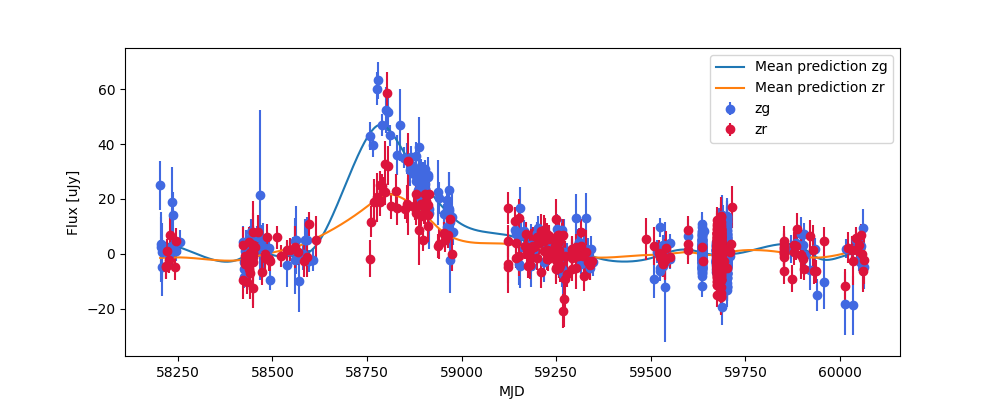 Mean prediction zg
Mean prediction zr
zg
zr
Flux [uJy]
60
40
20
0
−20
58250
58500
58750
59000
59250
59500
59750
60000
MJD